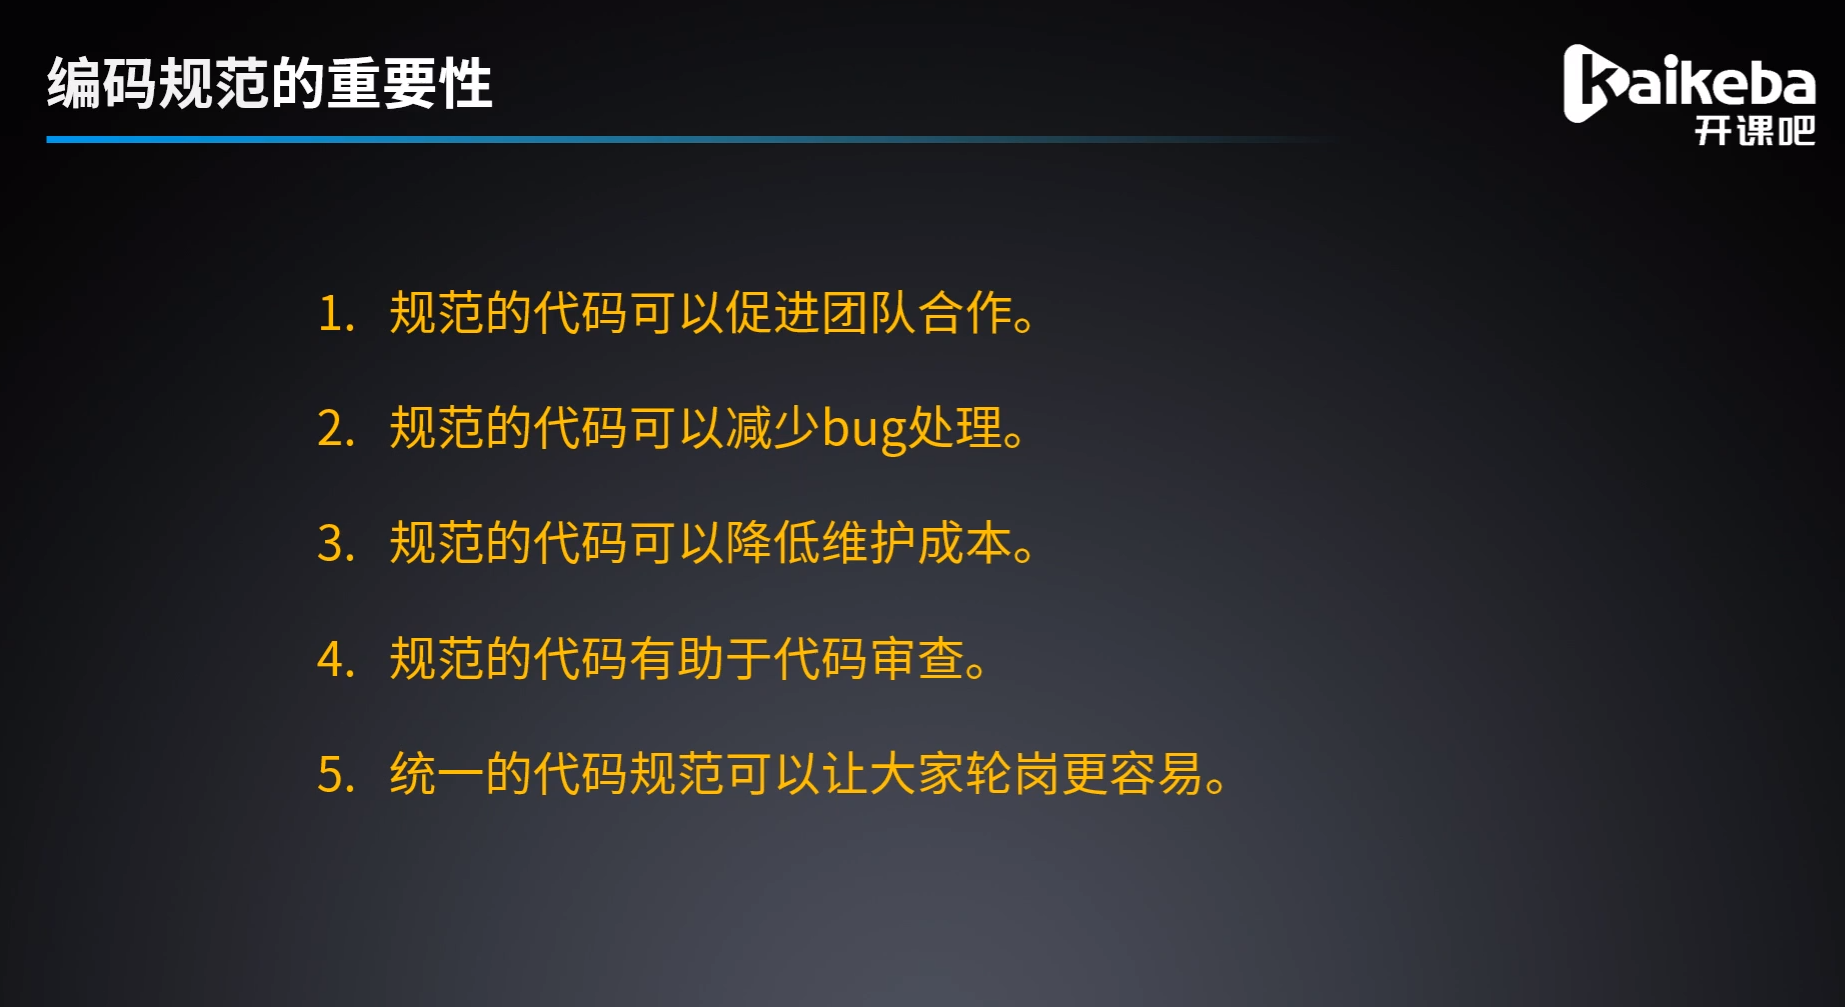 编码规范的重要性
kaikeba
开课吧
1. 规范的代码可以促进团队合作。
2. 规范的代码可以减少bug处理。
3. 规范的代码可以降低维护成本。
4. 规范的代码有助于代码审查。
5. 统一的代码规范可以让大家轮岗更容易。